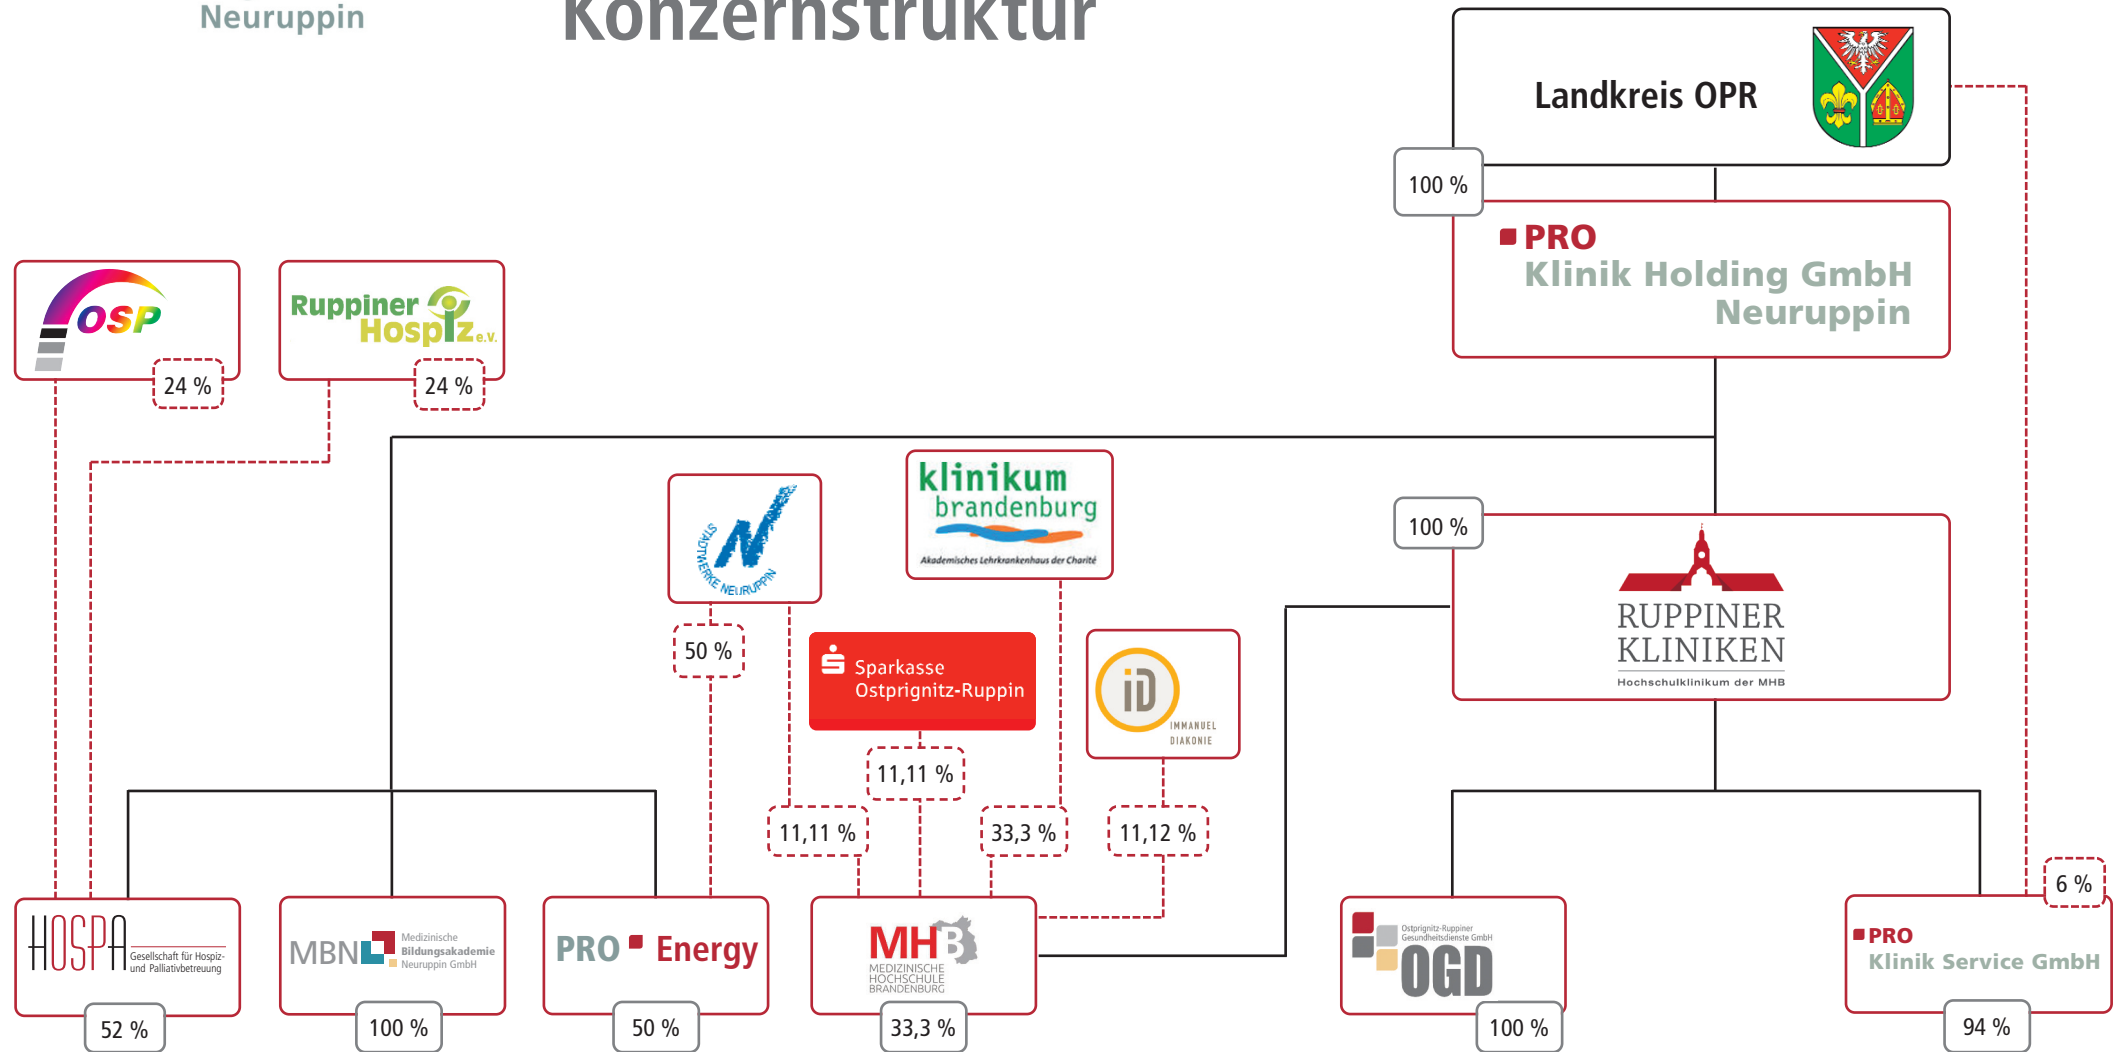 Neuruppin
Konzernstruktur
Landkreis OPR
100 %
PRO
Klinik Holding GmbH
Neuruppin
OSP
24 %
Ruppiner
Hospiz e.V.
24 %
STADTWERKE NEURUPPIN
50 %
klinikum
brandenburg
Akademisches Lehrkrankenhaus der Charité
100 %
RUPPINER
KLINIKEN
Hochschulklinikum der MHB
Sparkasse
Ostprignitz-Ruppin
iD
IMMANUEL
DIAKONIE
11,11 %
11,11 %
33,3 %
11,12 %
6 %
HOSPA
Gesellschaft für Hospiz-
und Palliativbetreuung
52 %
MBN
Medizinische
Bildungsakademie
Neuruppin GmbH
100 %
PRO Energy
50 %
MHB
MEDIZINISCHE
HOCHSCHULE
BRANDENBURG
33,3 %
Ostprignitz-Ruppiner
Gesundheitsdienste GmbH
OGD
100 %
PRO
Klinik Service GmbH
94 %